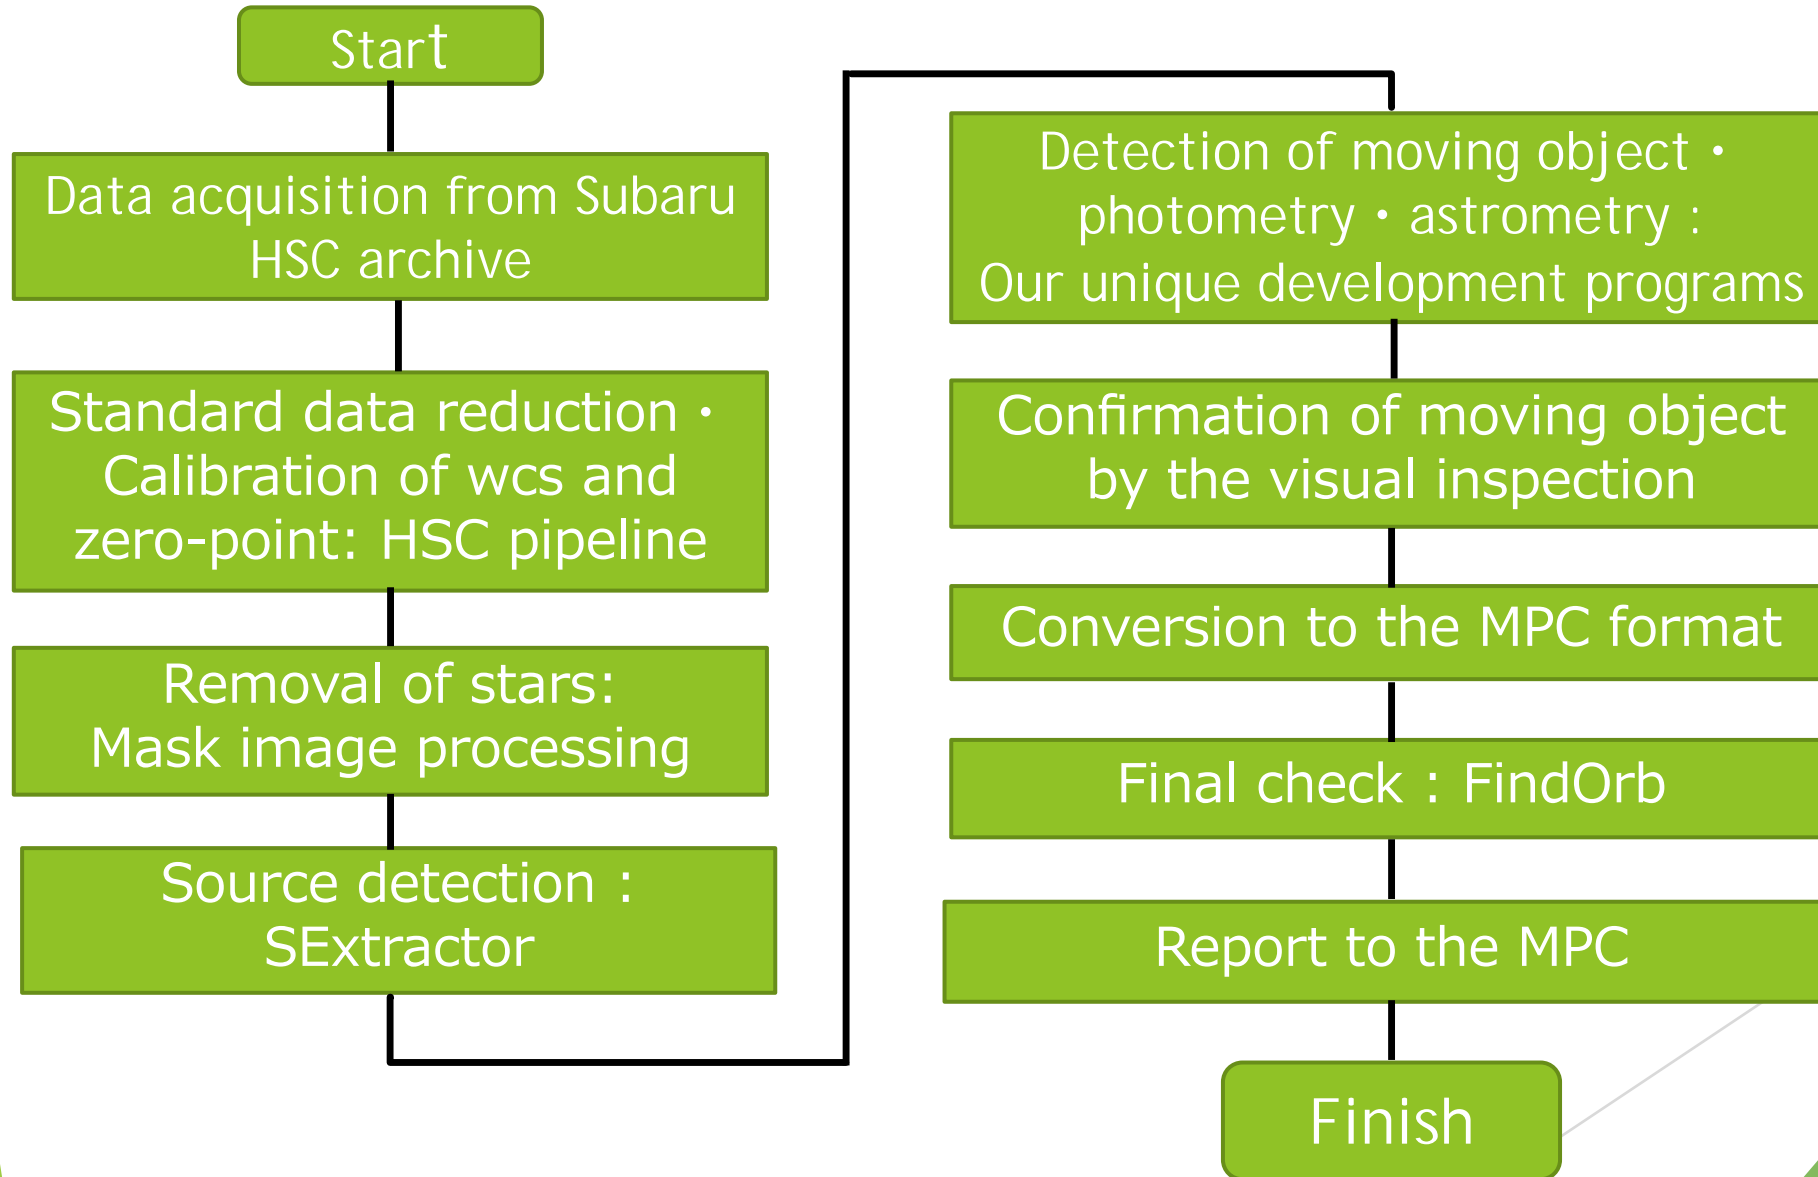 Start
Data acquisition from Subaru
HSC archive
Standard data reduction・
Calibration of wcs and
zero-point: HSC pipeline
Removal of stars:
Mask image processing
Source detection :
SExtractor
Detection of moving object・
photometry・astrometry :
Our unique development programs
Confirmation of moving object
by the visual inspection
Conversion to the MPC format
Final check : FindOrb
Report to the MPC
Finish